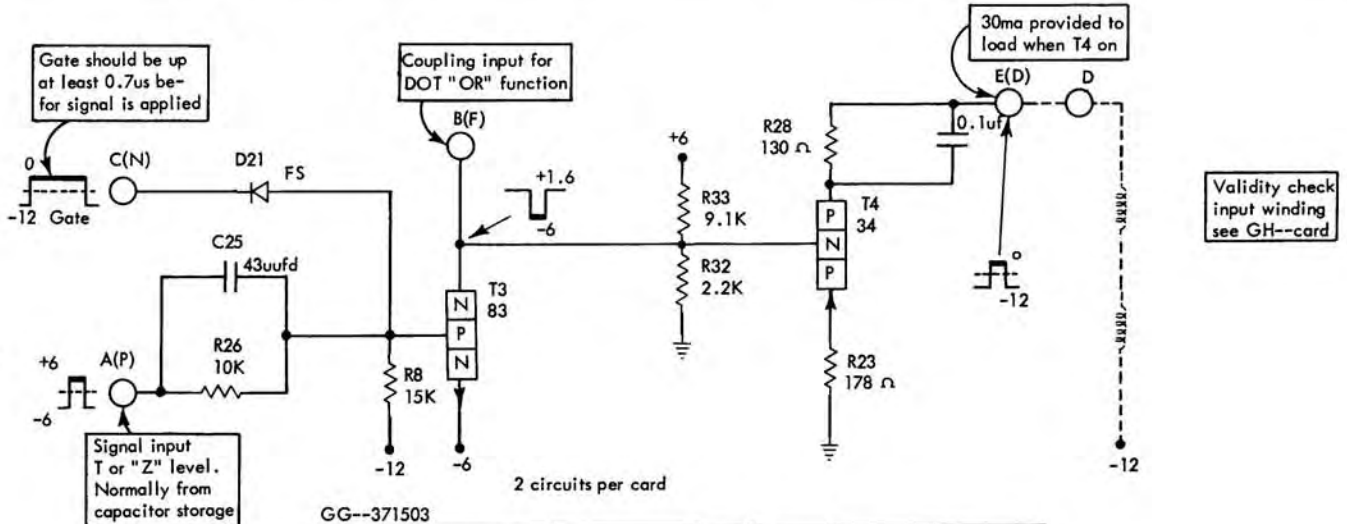 Gate should be up
at least 0.7us be-
for signal is applied
0
-12 Gate
C(N)
D21
FS
Coupling input for
DOT "OR" function
B(F)
+1.6
-6
C25
43uufd
R26
10K
+6
-6
A(P)
Signal input
T or "Z" level.
Normally from
capacitor storage
R8
15K
-12
N
P
N
T3
83
-6
+6
R33
9.1K
R32
2.2K
30ma provided to
load when T4 on
E(D)
D
0.1uf
R28
130 Ω
P
N
P
T4
34
R23
178 Ω
0
-12
-12
Validity check
input winding
see GH--card
2 circuits per card
GG--371503